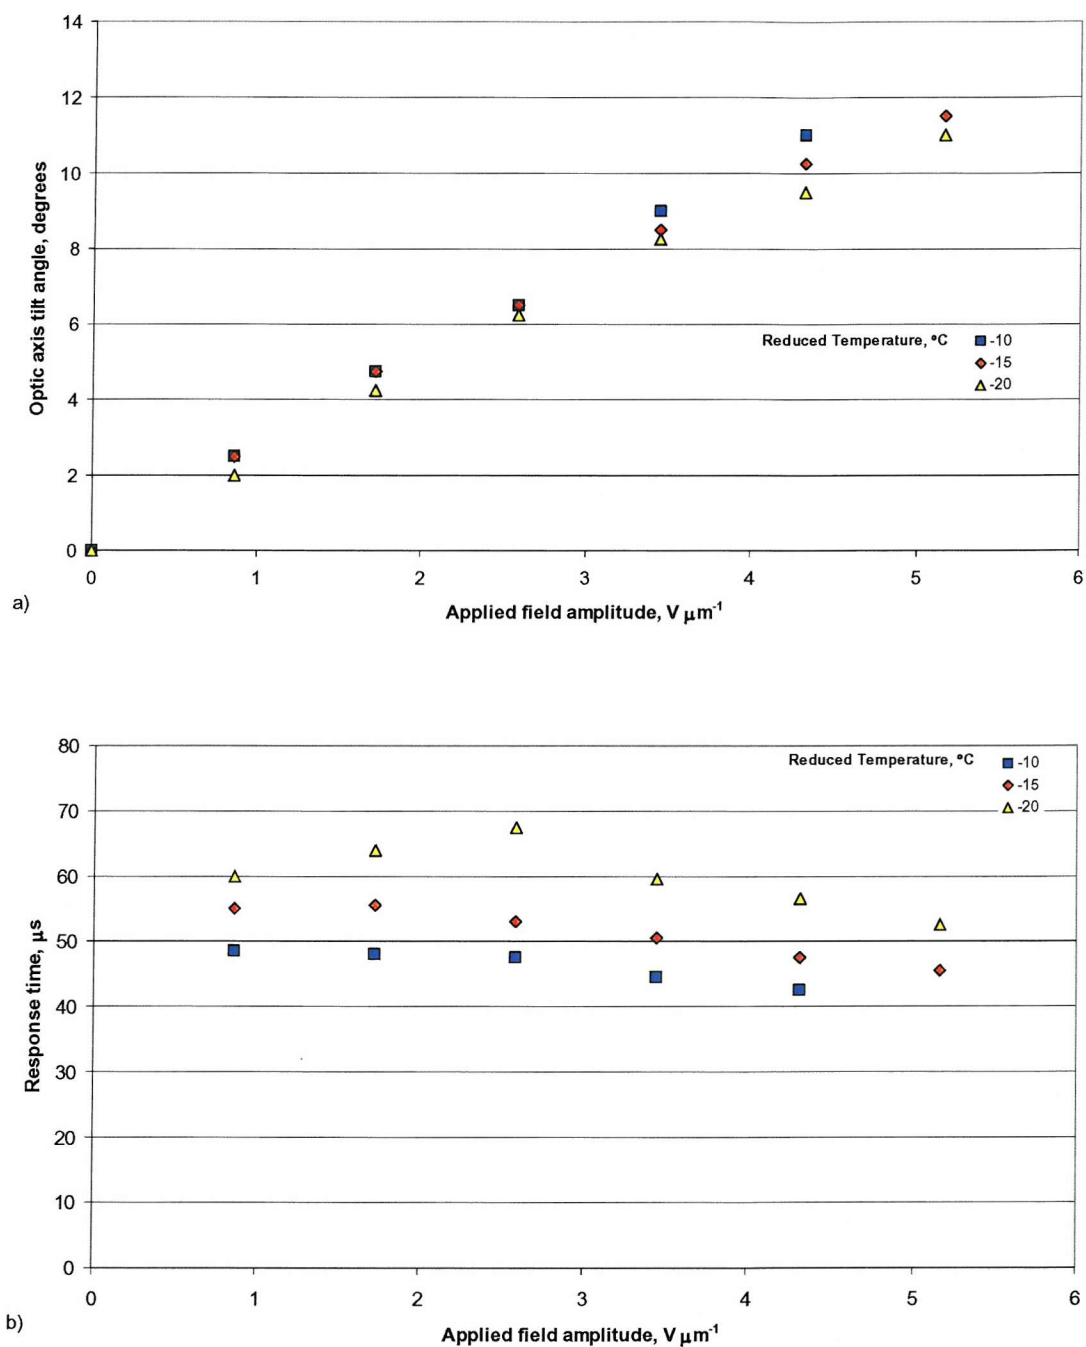 a)
14
12
10
8
6
4
2
0
Optic axis tilt angle, degrees
Reduced Temperature, °C
-10
-15
-20
0 1 2 3 4 5 6
Applied field amplitude, V μm⁻¹
80
70
60
50
40
30
20
10
0
Response time, μs
Reduced Temperature, °C
-10
-15
-20
0 1 2 3 4 5 6
b)
Applied field amplitude, V μm⁻¹